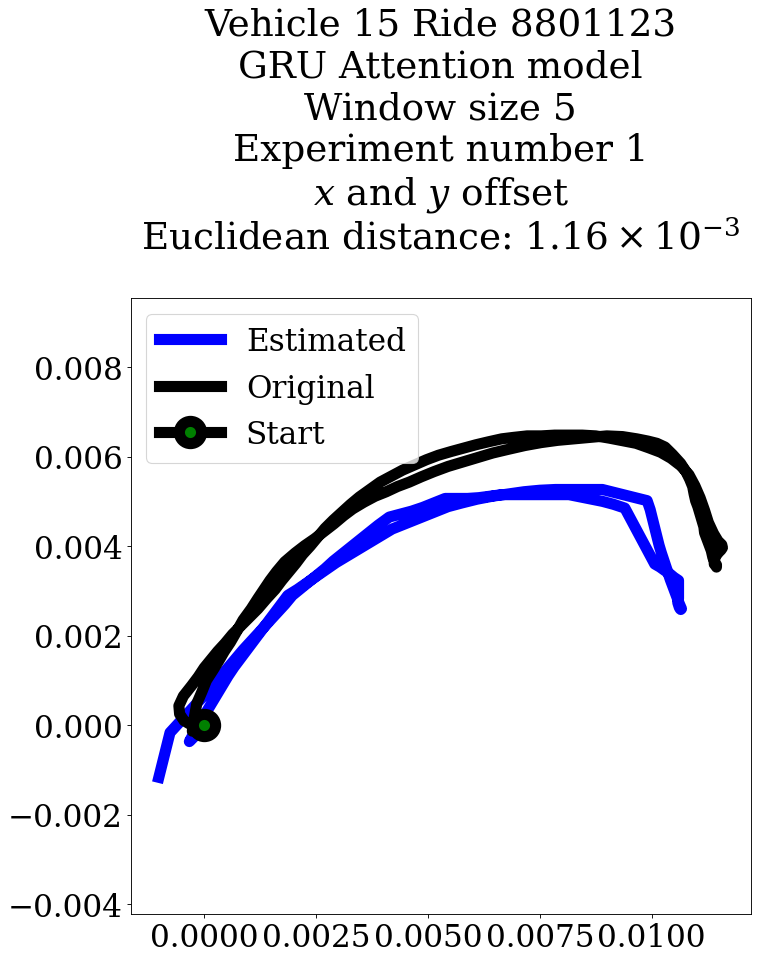 Vehicle 15 Ride 8801123
GRU Attention model
Window size 5
Experiment number 1
x and y offset
Euclidean distance: 1.16 × 10⁻³
Estimated
Original
Start
0.008
0.006
0.004
0.002
0.000
−0.002
−0.004
0.0000 0.0025 0.0050 0.0075 0.0100